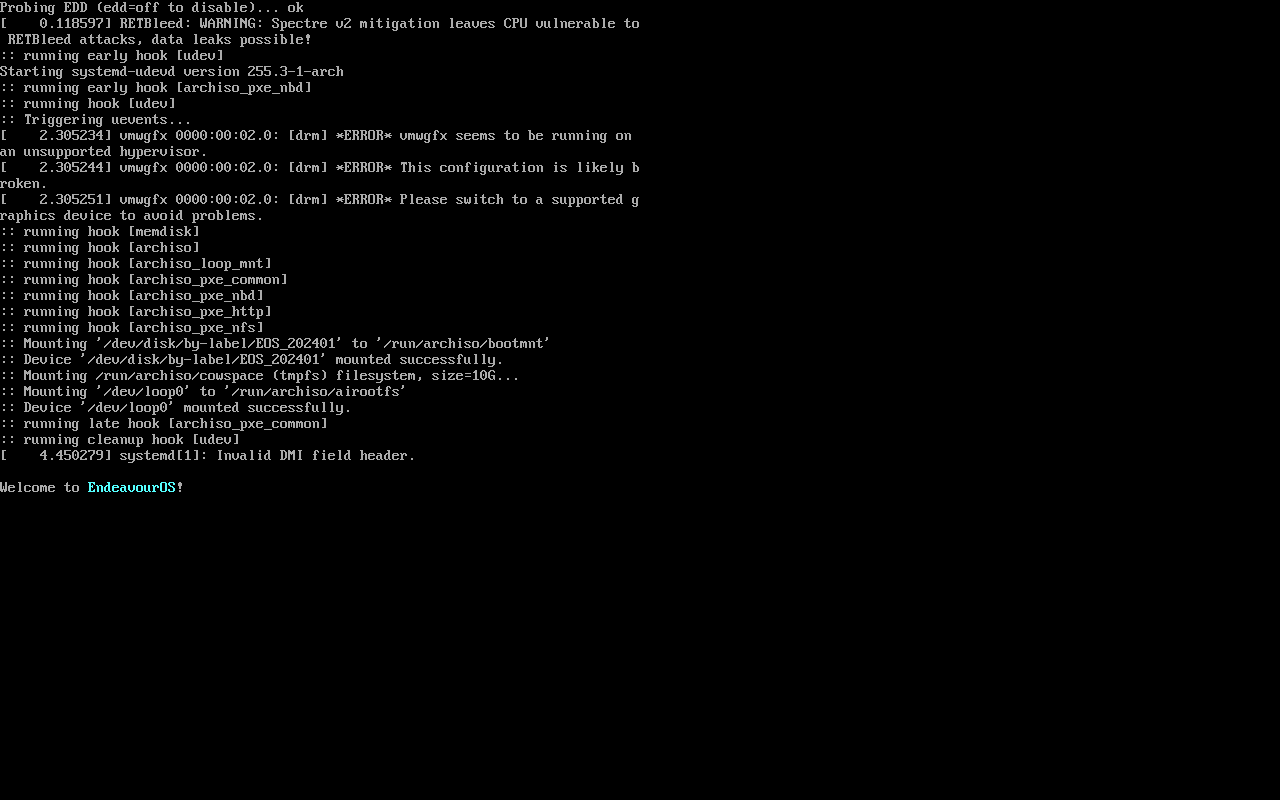 Probing EDD (edd=off to disable)... ok
[    0.118597] RETBleed: WARNING: Spectre v2 mitigation leaves CPU vulnerable to
 RETBleed attacks, data leaks possible!
:: running early hook [udev]
Starting systemd-udevd version 255.3-1-arch
:: running early hook [archiso_pxe_nbd]
:: running hook [udev]
:: Triggering uevents...
[    2.305234] vmwgfx 0000:00:02.0: [drm] *ERROR* vmwgfx seems to be running on
an unsupported hypervisor.
[    2.305244] vmwgfx 0000:00:02.0: [drm] *ERROR* This configuration is likely b
roken.
[    2.305251] vmwgfx 0000:00:02.0: [drm] *ERROR* Please switch to a supported g
raphics device to avoid problems.
:: running hook [memdisk]
:: running hook [archiso]
:: running hook [archiso_loop_mnt]
:: running hook [archiso_pxe_common]
:: running hook [archiso_pxe_nbd]
:: running hook [archiso_pxe_http]
:: running hook [archiso_pxe_nfs]
:: Mounting '/dev/disk/by-label/EOS_202401' to '/run/archiso/bootmnt'
:: Device '/dev/disk/by-label/EOS_202401' mounted successfully.
:: Mounting /run/archiso/cowspace (tmpfs) filesystem, size=10G...
:: Mounting '/dev/loop0' to '/run/archiso/airootfs'
:: Device '/dev/loop0' mounted successfully.
:: running late hook [archiso_pxe_common]
:: running cleanup hook [udev]
[    4.450279] systemd[1]: Invalid DMI field header.

Welcome to EndeavourOS!